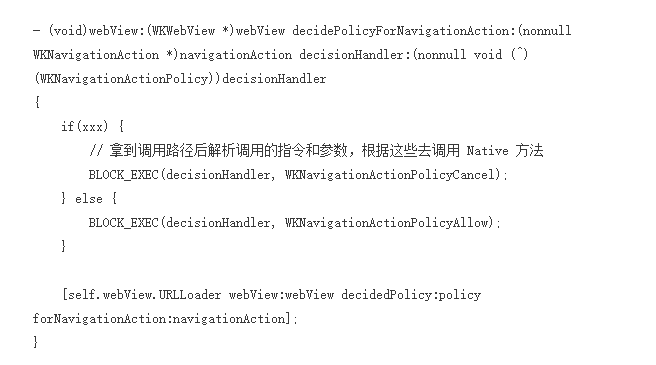 - (void)webView:(WKWebView *)webView decidePolicyForNavigationAction:(nonnull
WKNavigationAction *)navigationAction decisionHandler:(nonnull void (^)
(WKNavigationActionPolicy))decisionHandler
{
    if(xxx) {
        // 拿到调用路径后解析调用的指令和参数，根据这些去调用 Native 方法
        BLOCK_EXEC(decisionHandler, WKNavigationActionPolicyCancel);
    } else {
        BLOCK_EXEC(decisionHandler, WKNavigationActionPolicyAllow);
    }
    [self.webView.URLLoader webView:webView decidedPolicy:policy
forNavigationAction:navigationAction];
}